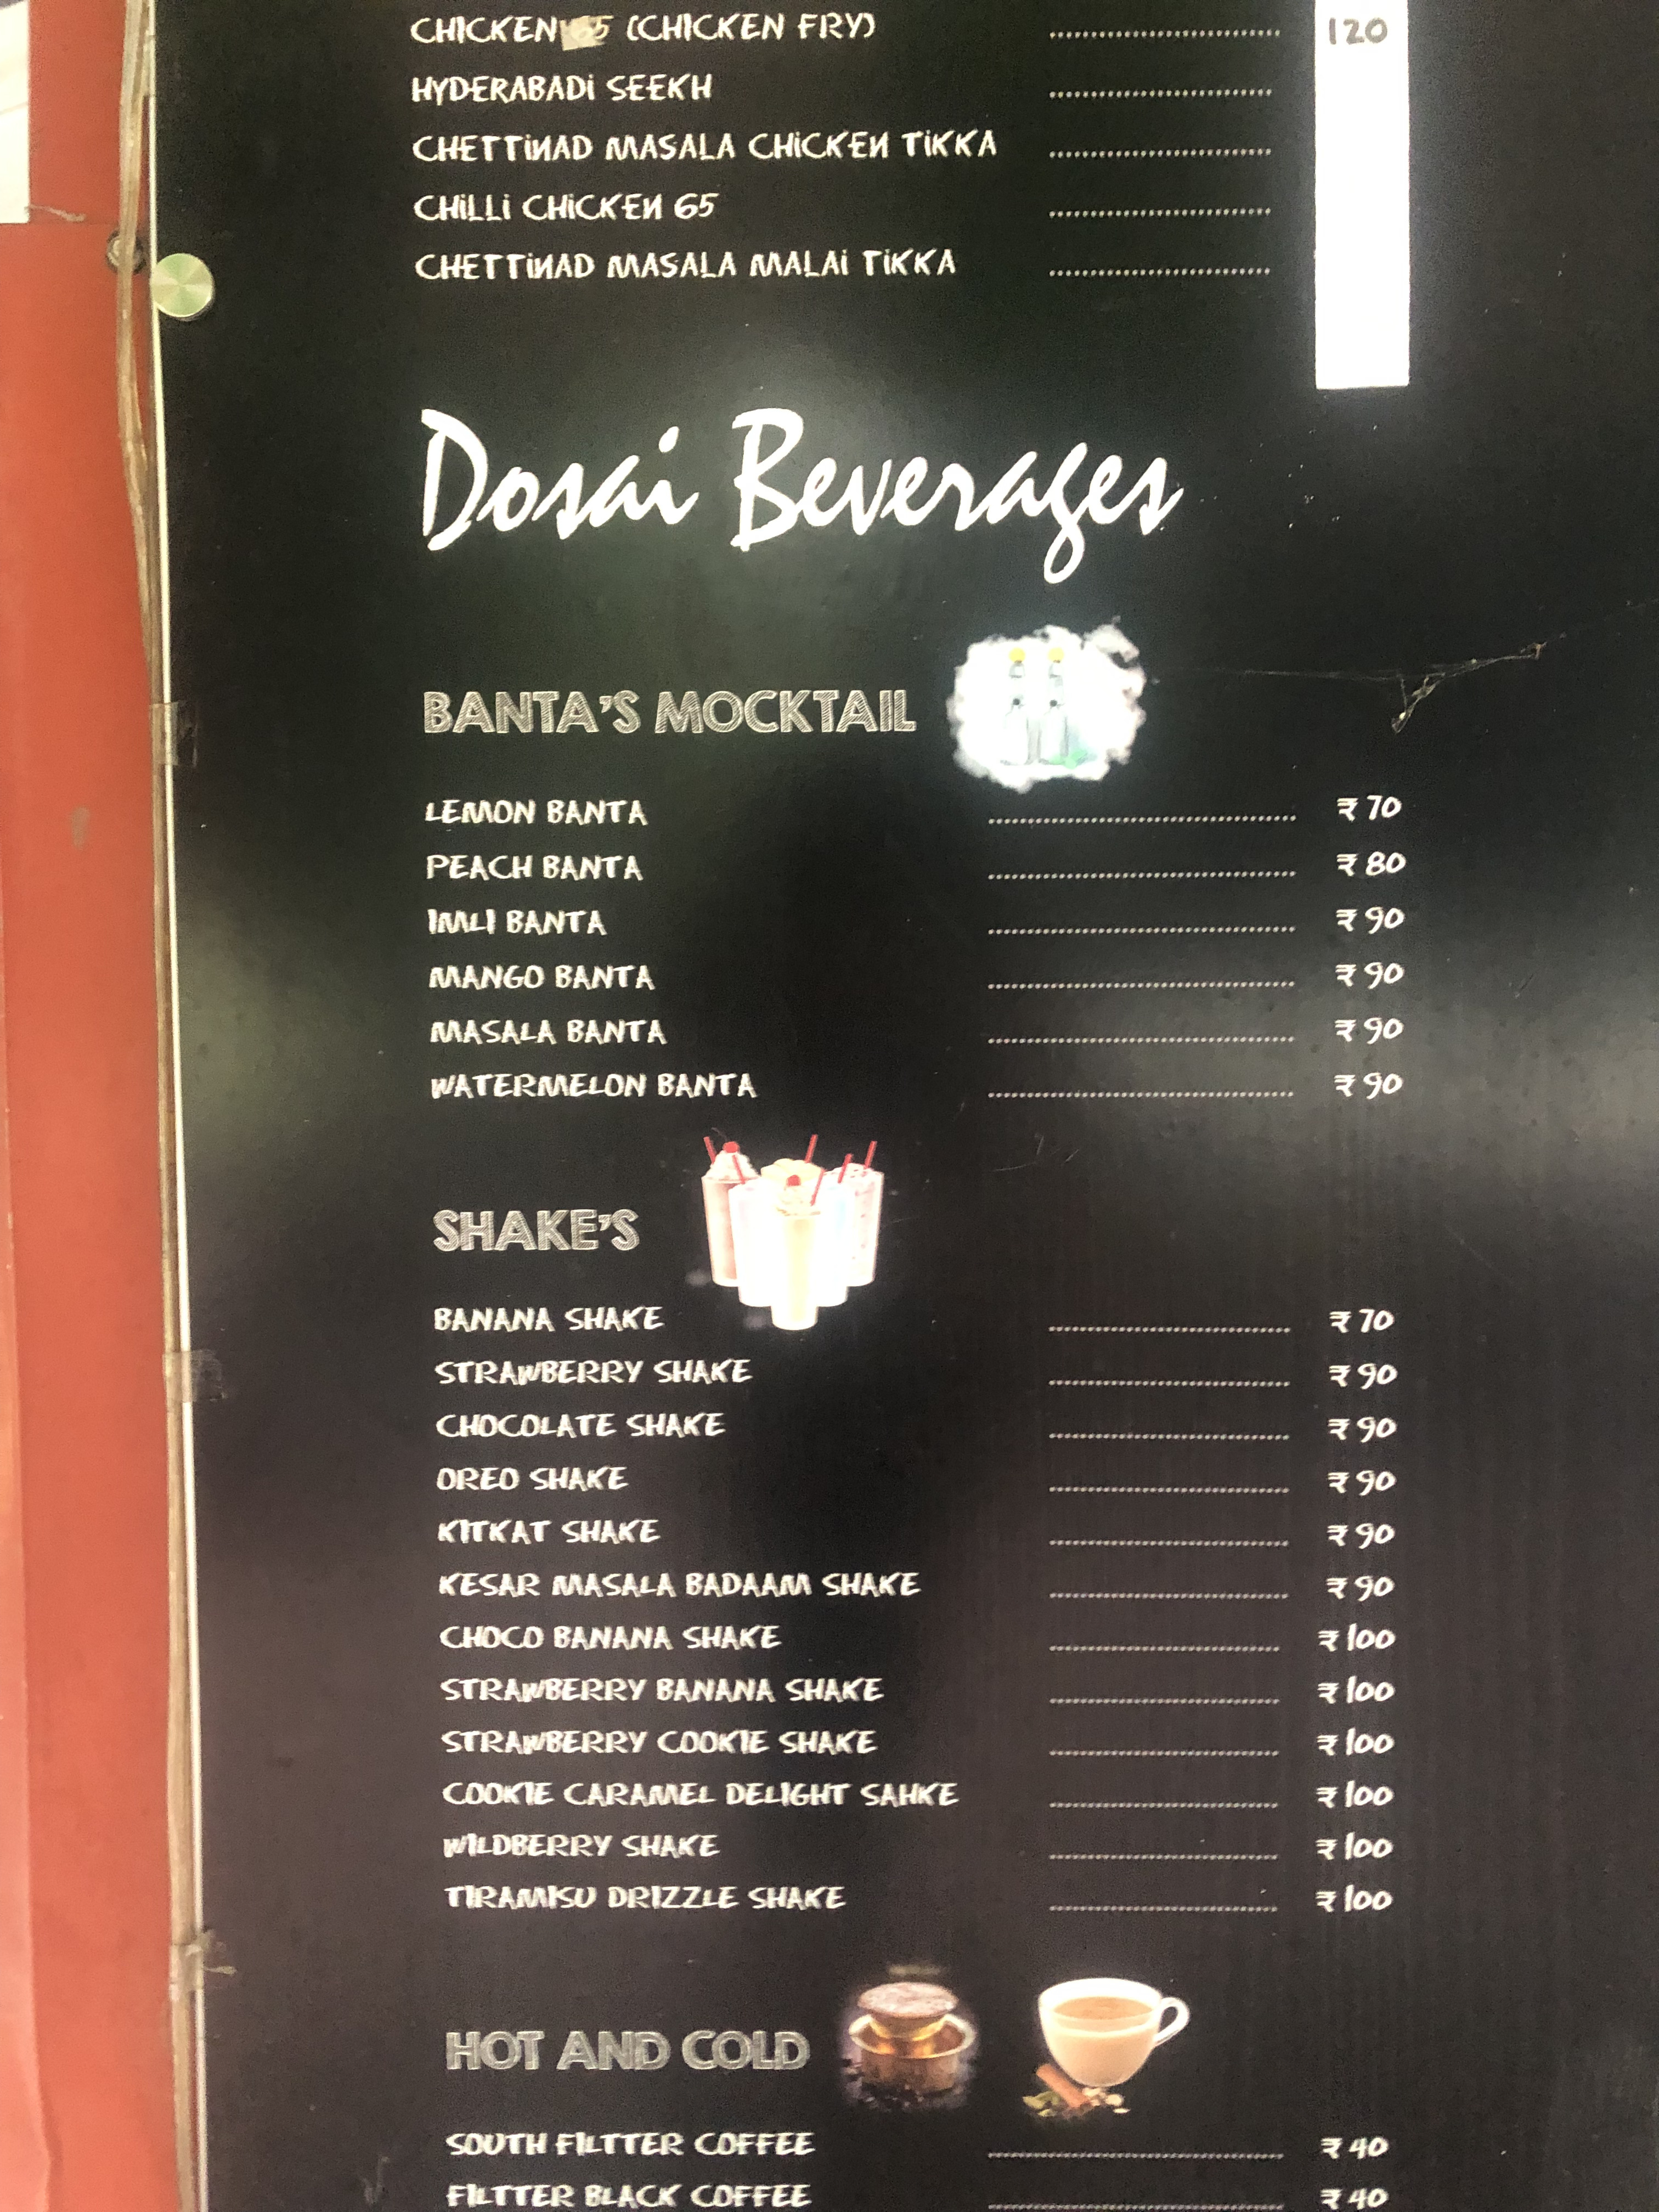 CHICKEN 65 (CHICKEN FRY) .............................. 120
HYDERABADi SEEKH ..............................
CHETTiNAD MASALA CHiCKEN TiKKA ..............................
CHiLLi CHiCKEN 65 ..............................
CHETTiNAD MASALA MALAi TiKKA ..............................
Dosai Beverages
BANTA'S MOCKTAIL
LEMON BANTA .............................. ₹ 70
PEACH BANTA .............................. ₹ 80
IMLI BANTA .............................. ₹ 90
MANGO BANTA .............................. ₹ 90
MASALA BANTA .............................. ₹ 90
WATERMELON BANTA .............................. ₹ 90
SHAKE'S
BANANA SHAKE .............................. ₹ 70
STRAWBERRY SHAKE .............................. ₹ 90
CHOCOLATE SHAKE .............................. ₹ 90
OREO SHAKE .............................. ₹ 90
KITKAT SHAKE .............................. ₹ 90
KESAR MASALA BADAAM SHAKE .............................. ₹ 90
CHOCO BANANA SHAKE .............................. ₹ 100
STRAWBERRY BANANA SHAKE .............................. ₹ 100
STRAWBERRY COOKIE SHAKE .............................. ₹ 100
COOKIE CARAMEL DELIGHT SAHKE .............................. ₹ 100
WILDBERRY SHAKE .............................. ₹ 100
TIRAMISU DRIZZLE SHAKE .............................. ₹ 100
HOT AND COLD
SOUTH FILTTER COFFEE .............................. ₹ 40
FILTTER BLACK COFFEE .............................. ₹ 40